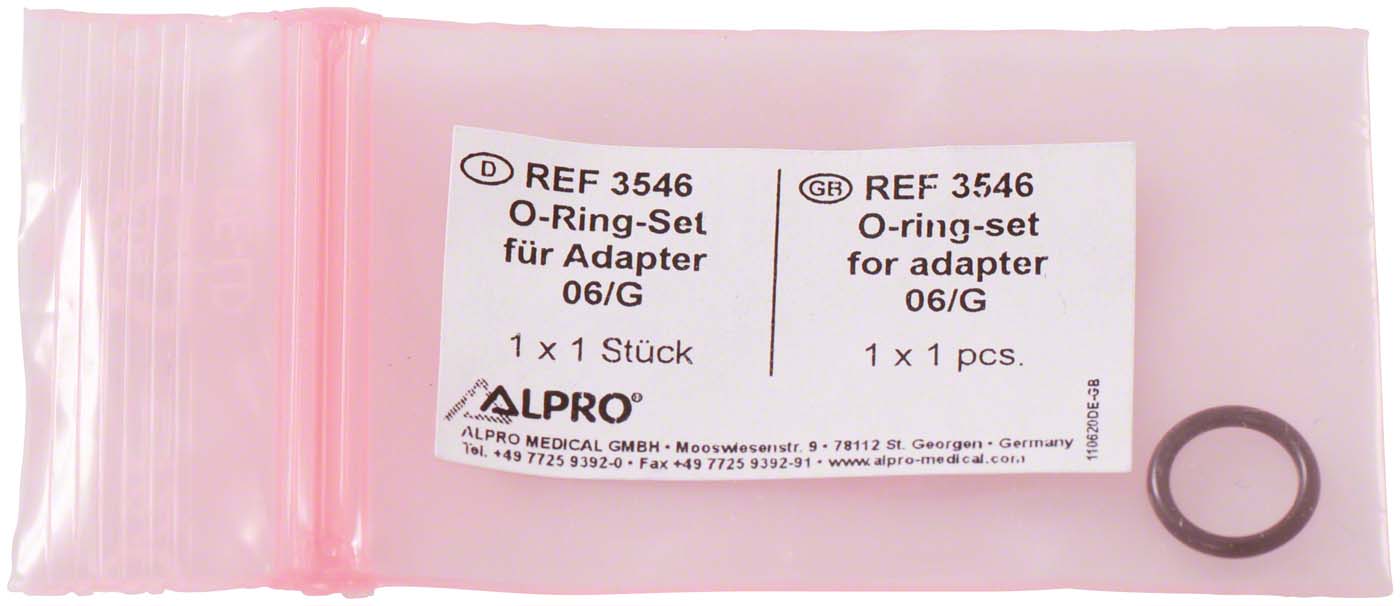 D REF 3546
O-Ring-Set
für Adapter
06/G
1 x 1 Stück
GB REF 3546
O-ring-set
for adapter
06/G
1 x 1 pcs.
ALPRO®
ALPRO MEDICAL GMBH • Mooswiesenstr. 9 • 78112 St. Georgen • Germany
Tel. +49 7725 9392-0 • Fax +49 7725 9392-91 • www.alpro-medical.com
110620DE-GB